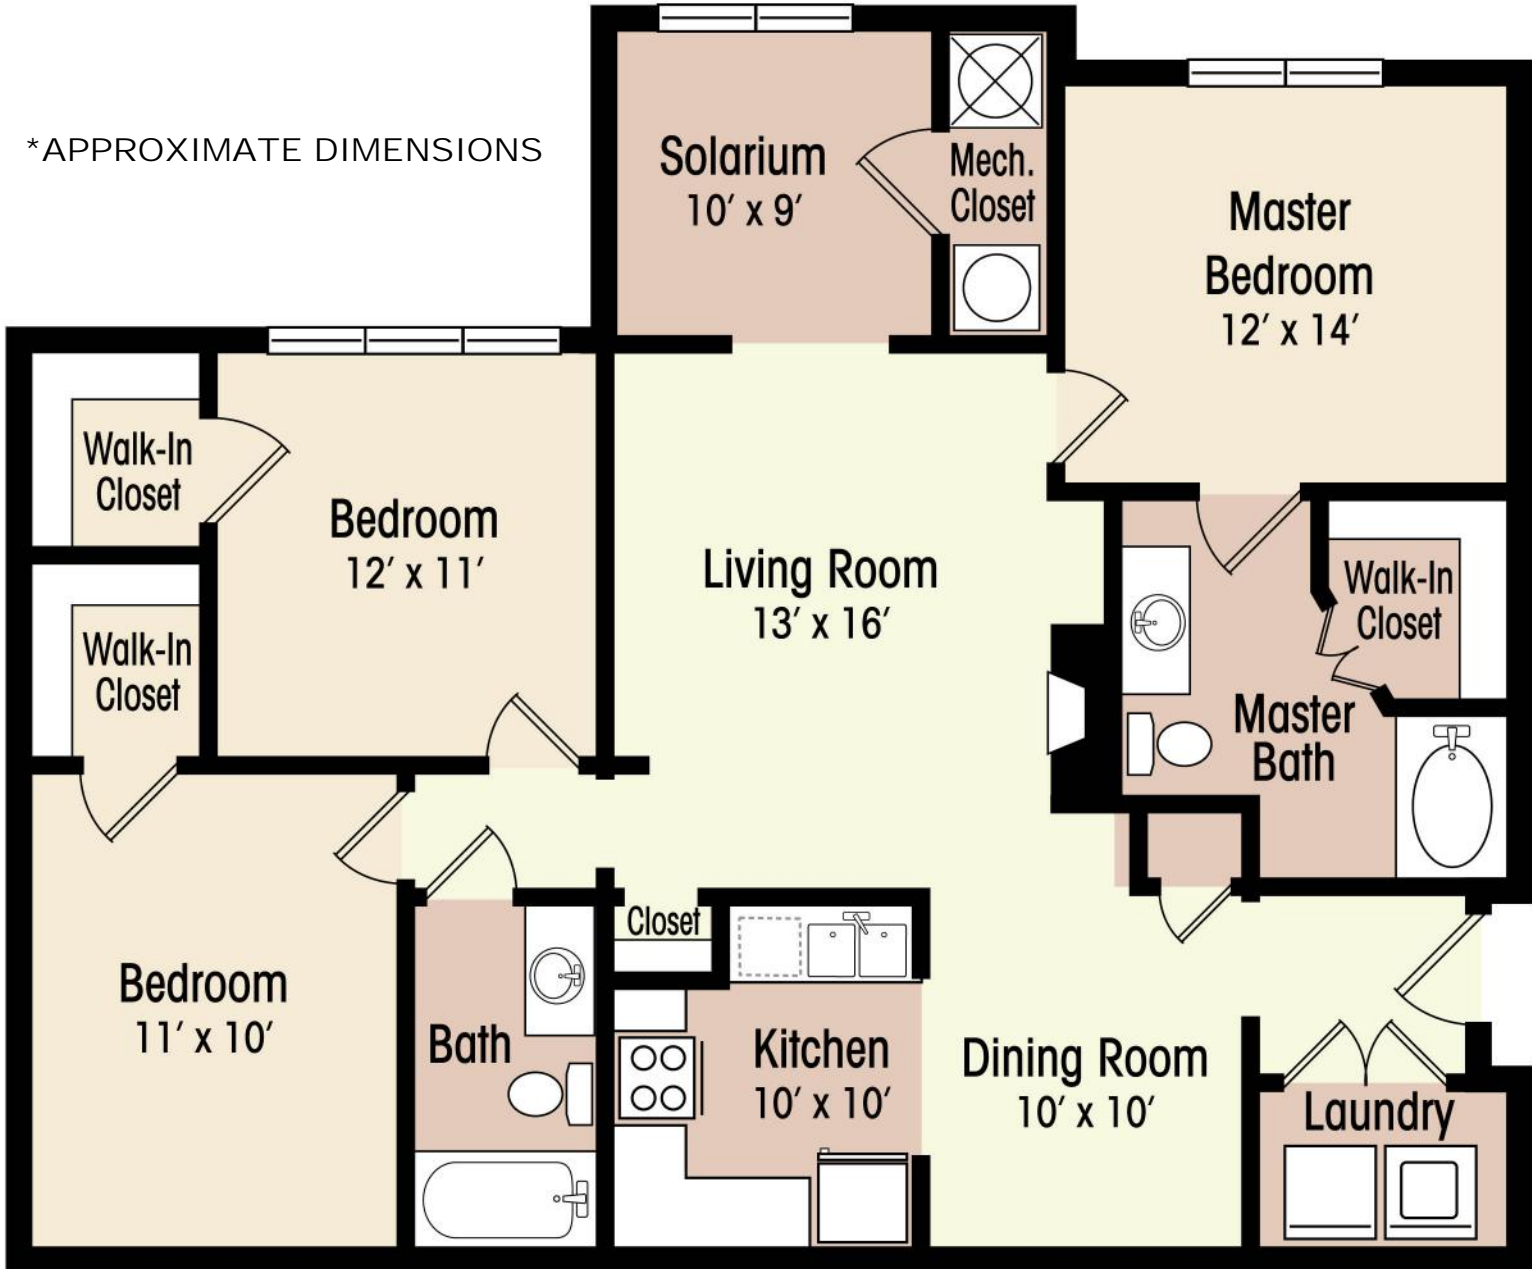 *APPROXIMATE DIMENSIONS
Solarium
10′ x 9′
Mech.
Closet
Master
Bedroom
12′ x 14′
Walk-In
Closet
Bedroom
12′ x 11′
Living Room
13′ x 16′
Walk-In
Closet
Walk-In
Closet
Master
Bath
Closet
Bedroom
11′ x 10′
Bath
Kitchen
10′ x 10′
Dining Room
10′ x 10′
Laundry